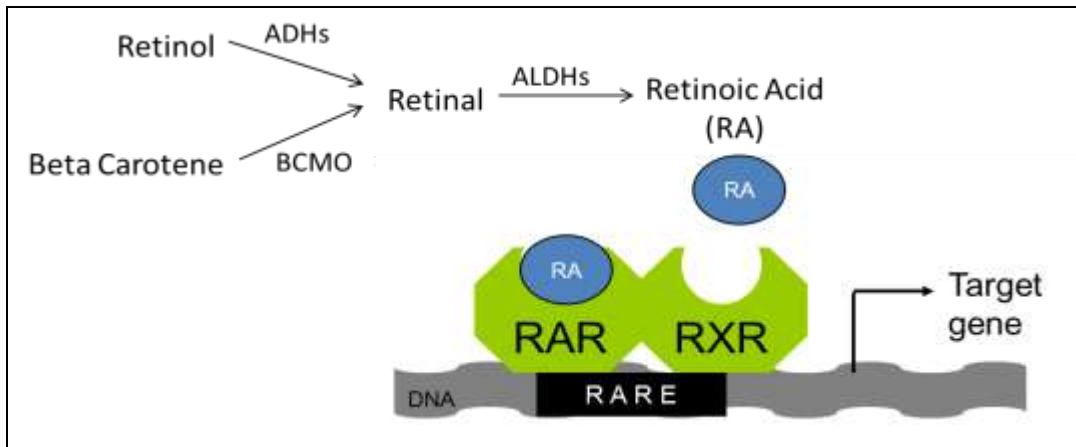 Retinol
ADHs
Retinal
ALDHs
Retinoic Acid
(RA)
Beta Carotene
BCMO
RA
RA
RAR
RXR
Target
gene
DNA
RARE